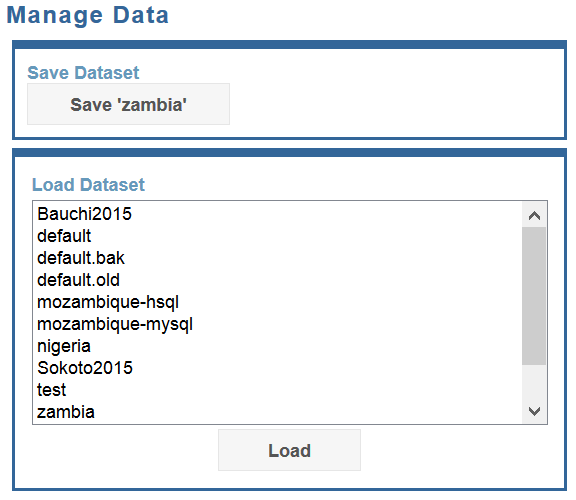 Manage Data
Save Dataset
Save 'zambia'
Load Dataset
Bauchi2015
default
default.bak
default.old
mozambique-hsql
mozambique-mysql
nigeria
Sokoto2015
test
zambia
Load